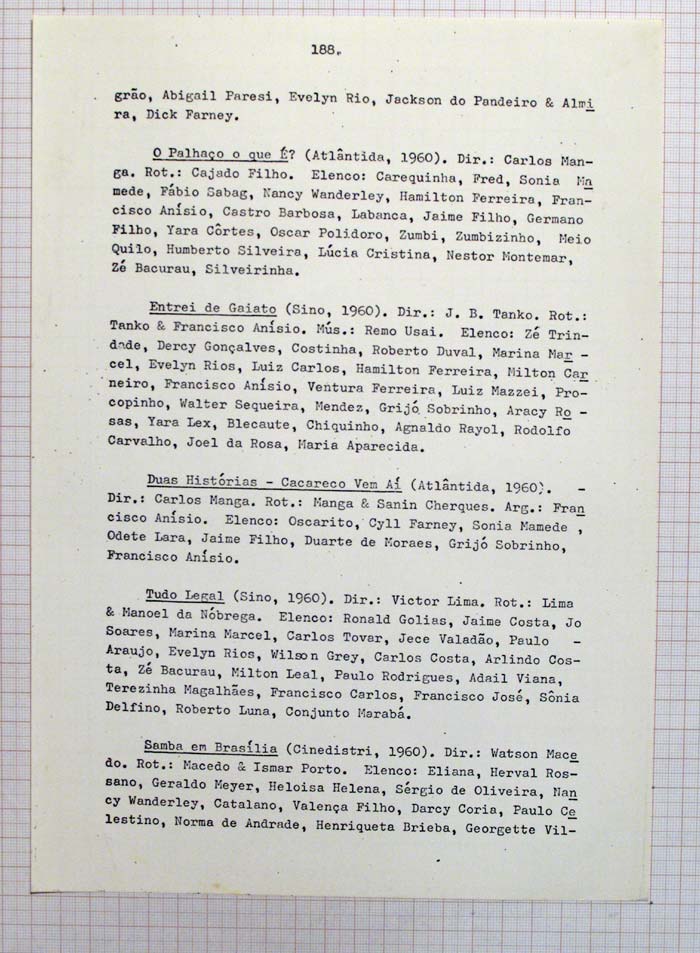 188.
grão, Abigail Paresi, Evelyn Rio, Jackson do Pandeiro & Almi
ra, Dick Farney.
O Palhaço o que É? (Atlântida, 1960). Dir.: Carlos Man-
ga. Rot.: Cajado Filho. Elenco: Carequinha, Fred, Sonia Ma
mede, Fábio Sabag, Nancy Wanderley, Hamilton Ferreira, Fran-
cisco Anísio, Castro Barbosa, Labanca, Jaime Filho, Germano
Filho, Yara Côrtes, Oscar Polidoro, Zumbi, Zumbizinho, Meio
Quilo, Humberto Silveira, Lúcia Cristina, Nestor Montemar,
Zé Bacurau, Silveirinha.
Entrei de Gaiato (Sino, 1960). Dir.: J. B. Tanko. Rot.:
Tanko & Francisco Anísio. Mús.: Remo Usai. Elenco: Zé Trin-
dade, Dercy Gonçalves, Costinha, Roberto Duval, Marina Mar -
cel, Evelyn Rios, Luiz Carlos, Hamilton Ferreira, Milton Car
neiro, Francisco Anísio, Ventura Ferreira, Luiz Mazzei, Pro-
copinho, Walter Sequeira, Mendez, Grijó Sobrinho, Aracy Ro -
sas, Yara Lex, Blecaute, Chiquinho, Agnaldo Rayol, Rodolfo
Carvalho, Joel da Rosa, Maria Aparecida.
Duas Histórias - Cacareco Vem Aí (Atlântida, 1960). -
Dir.: Carlos Manga. Rot.: Manga & Sanin Cherques. Arg.: Fran
cisco Anísio. Elenco: Oscarito, Cyll Farney, Sonia Mamede ,
Odete Lara, Jaime Filho, Duarte de Moraes, Grijó Sobrinho,
Francisco Anísio.
Tudo Legal (Sino, 1960). Dir.: Victor Lima. Rot.: Lima
& Manoel da Nóbrega. Elenco: Ronald Golias, Jaime Costa, Jo
Soares, Marina Marcel, Carlos Tovar, Jece Valadão, Paulo -
Araujo, Evelyn Rios, Wilson Grey, Carlos Costa, Arlindo Cos-
ta, Zé Bacurau, Milton Leal, Paulo Rodrigues, Adail Viana,
Terezinha Magalhães, Francisco Carlos, Francisco José, Sônia
Delfino, Roberto Luna, Conjunto Marabá.
Samba em Brasília (Cinedistri, 1960). Dir.: Watson Mace
do. Rot.: Macedo & Ismar Porto. Elenco: Eliana, Herval Ros-
sano, Geraldo Meyer, Heloisa Helena, Sérgio de Oliveira, Nan
cy Wanderley, Catalano, Valença Filho, Darcy Coria, Paulo Ce
lestino, Norma de Andrade, Henriqueta Brieba, Georgette Vil-